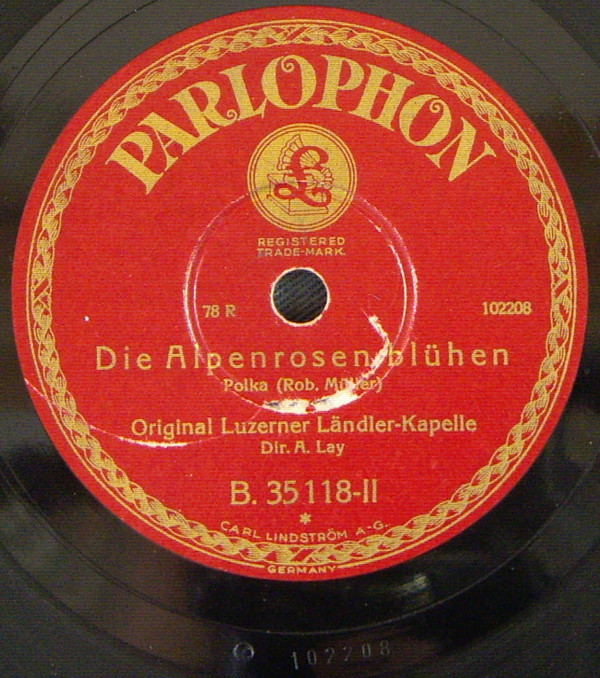 PARLOPHON
£
REGISTERED
TRADE-MARK.
78 R
102208
Die Alpenrosen blühen
Polka (Rob. Müller)
Original Luzerner Ländler-Kapelle
Dir. A. Lay
B. 35118-II
*
CARL LINDSTRÖM A-G.
GERMANY
102208